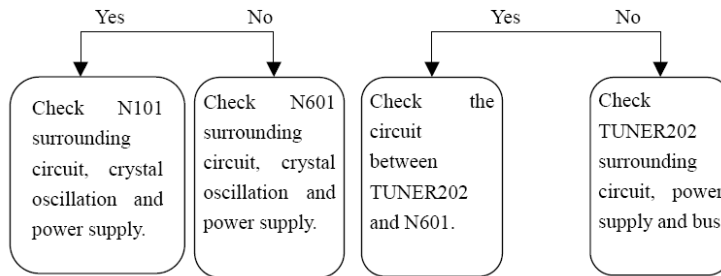 Yes No Yes No
Check N101
surrounding
circuit, crystal
oscillation and
power supply.
Check N601
surrounding
circuit, crystal
oscillation and
power supply.
Check the
circuit
between
TUNER202
and N601.
Check
TUNER202
surrounding
circuit, power
supply and bus